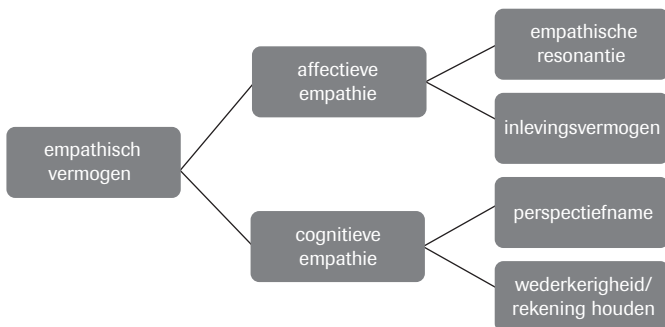 empathisch
vermogen
affectieve
empathie
cognitieve
empathie
empathische
resonantie
inlevingsvermogen
perspectiefname
wederkerigheid/
rekening houden